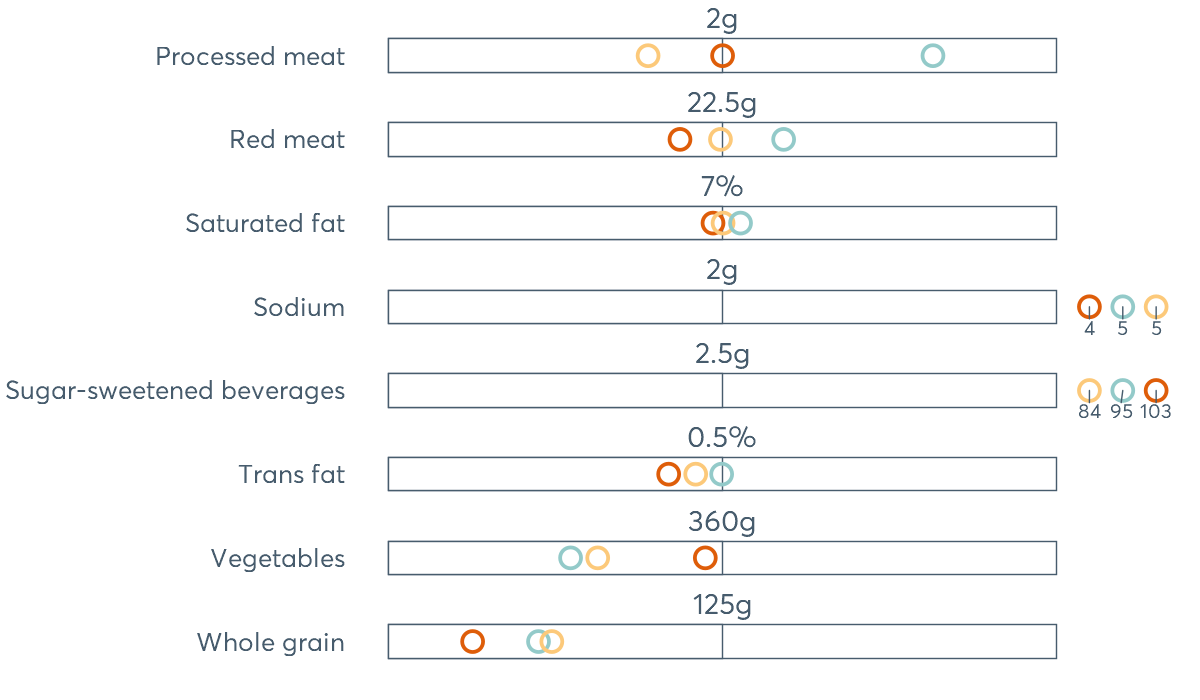 2g
Processed meat
22.5g
Red meat
7%
Saturated fat
2g
Sodium
4 5 5
2.5g
Sugar-sweetened beverages
84 95 103
0.5%
Trans fat
360g
Vegetables
125g
Whole grain